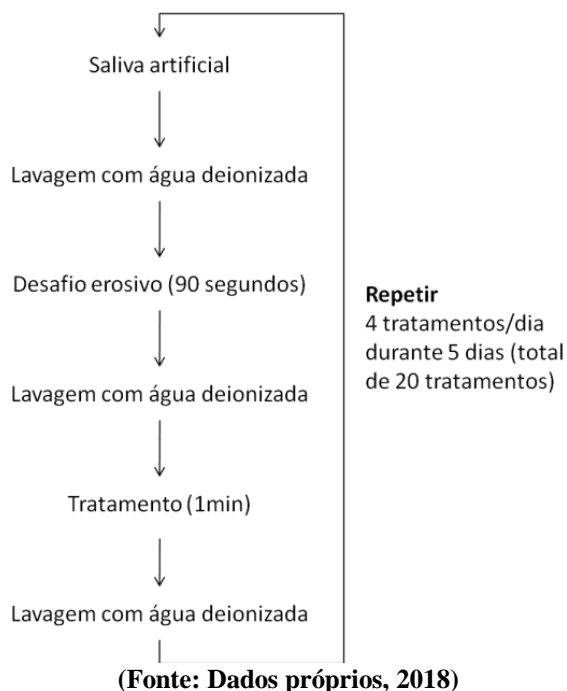 Saliva artificial
Lavagem com água deionizada
Desafio erosivo (90 segundos)
Lavagem com água deionizada
Tratamento (1min)
Lavagem com água deionizada
Repetir
4 tratamentos/dia
durante 5 dias (total
de 20 tratamentos)
(Fonte: Dados próprios, 2018)